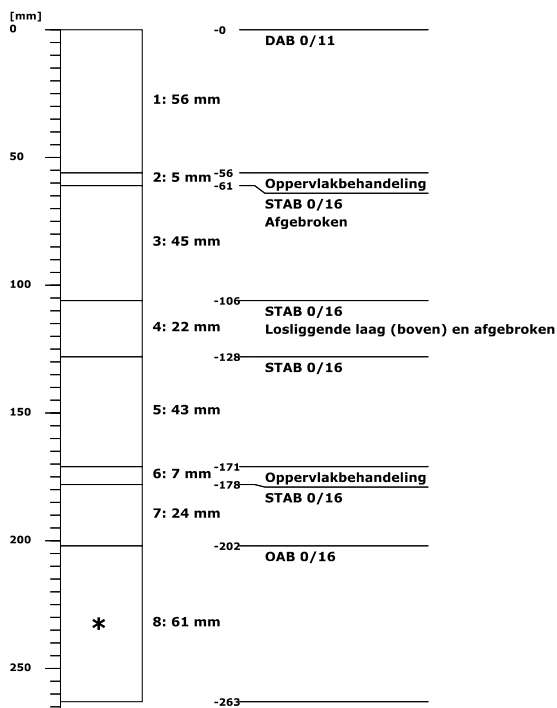 [mm]
0
-0
DAB 0/11
1: 56 mm
50
2: 5 mm
-56
-61
Oppervlakbehandeling
STAB 0/16
Afgebroken
3: 45 mm
100
-106
STAB 0/16
4: 22 mm
Losliggende laag (boven) en afgebroken
-128
STAB 0/16
150
5: 43 mm
-171
6: 7 mm
Oppervlakbehandeling
-178
STAB 0/16
7: 24 mm
200
-202
OAB 0/16
*
8: 61 mm
250
-263